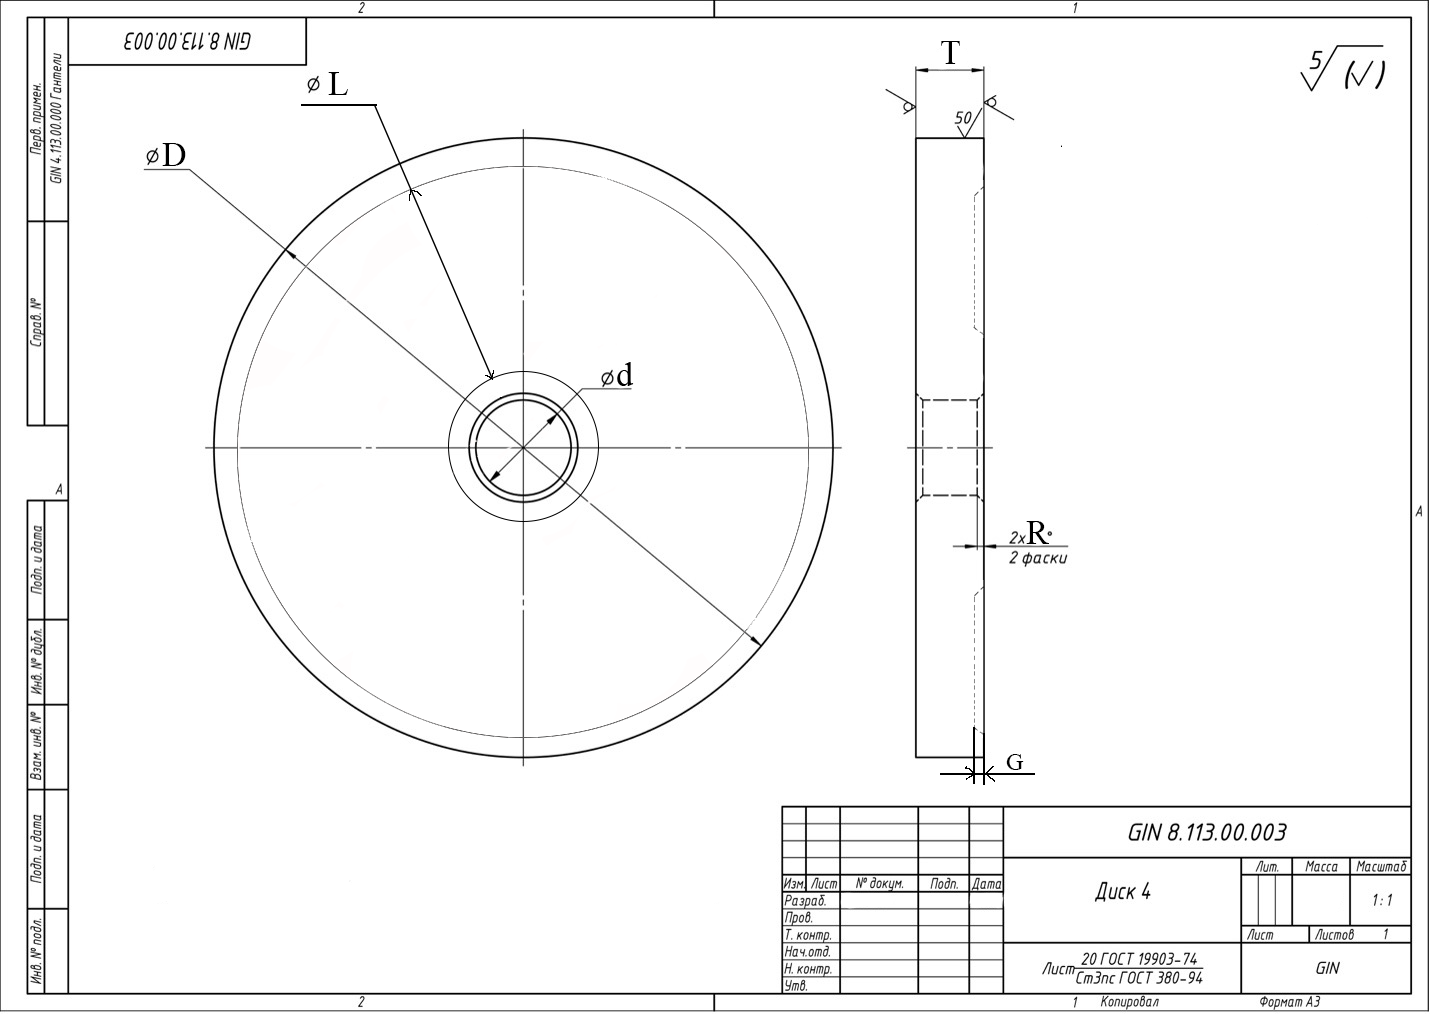 2
1
GIN 8.113.00.003
Перв. примен.
GIN 4.113.00.000 Гантели
Справ. №
Подп. и дата
Инв. № дубл.
Взам. инв. №
Подп. и дата
Инв. № подл.
A
A
⌀ L
⌀D
⌀d
T
50
5 (√)
2xR°
2 фаски
G
GIN 8.113.00.003
Изм. Лист № докум. Подп. Дата
Разраб.
Пров.
Т. контр.
Нач.отд.
Н. контр.
Утв.
Диск 4
Лит. Масса Масштаб
1:1
Лист Листов 1
Лист 20 ГОСТ 19903-74
Ст3пс ГОСТ 380-94
GIN
2
1 Копировал Формат А3